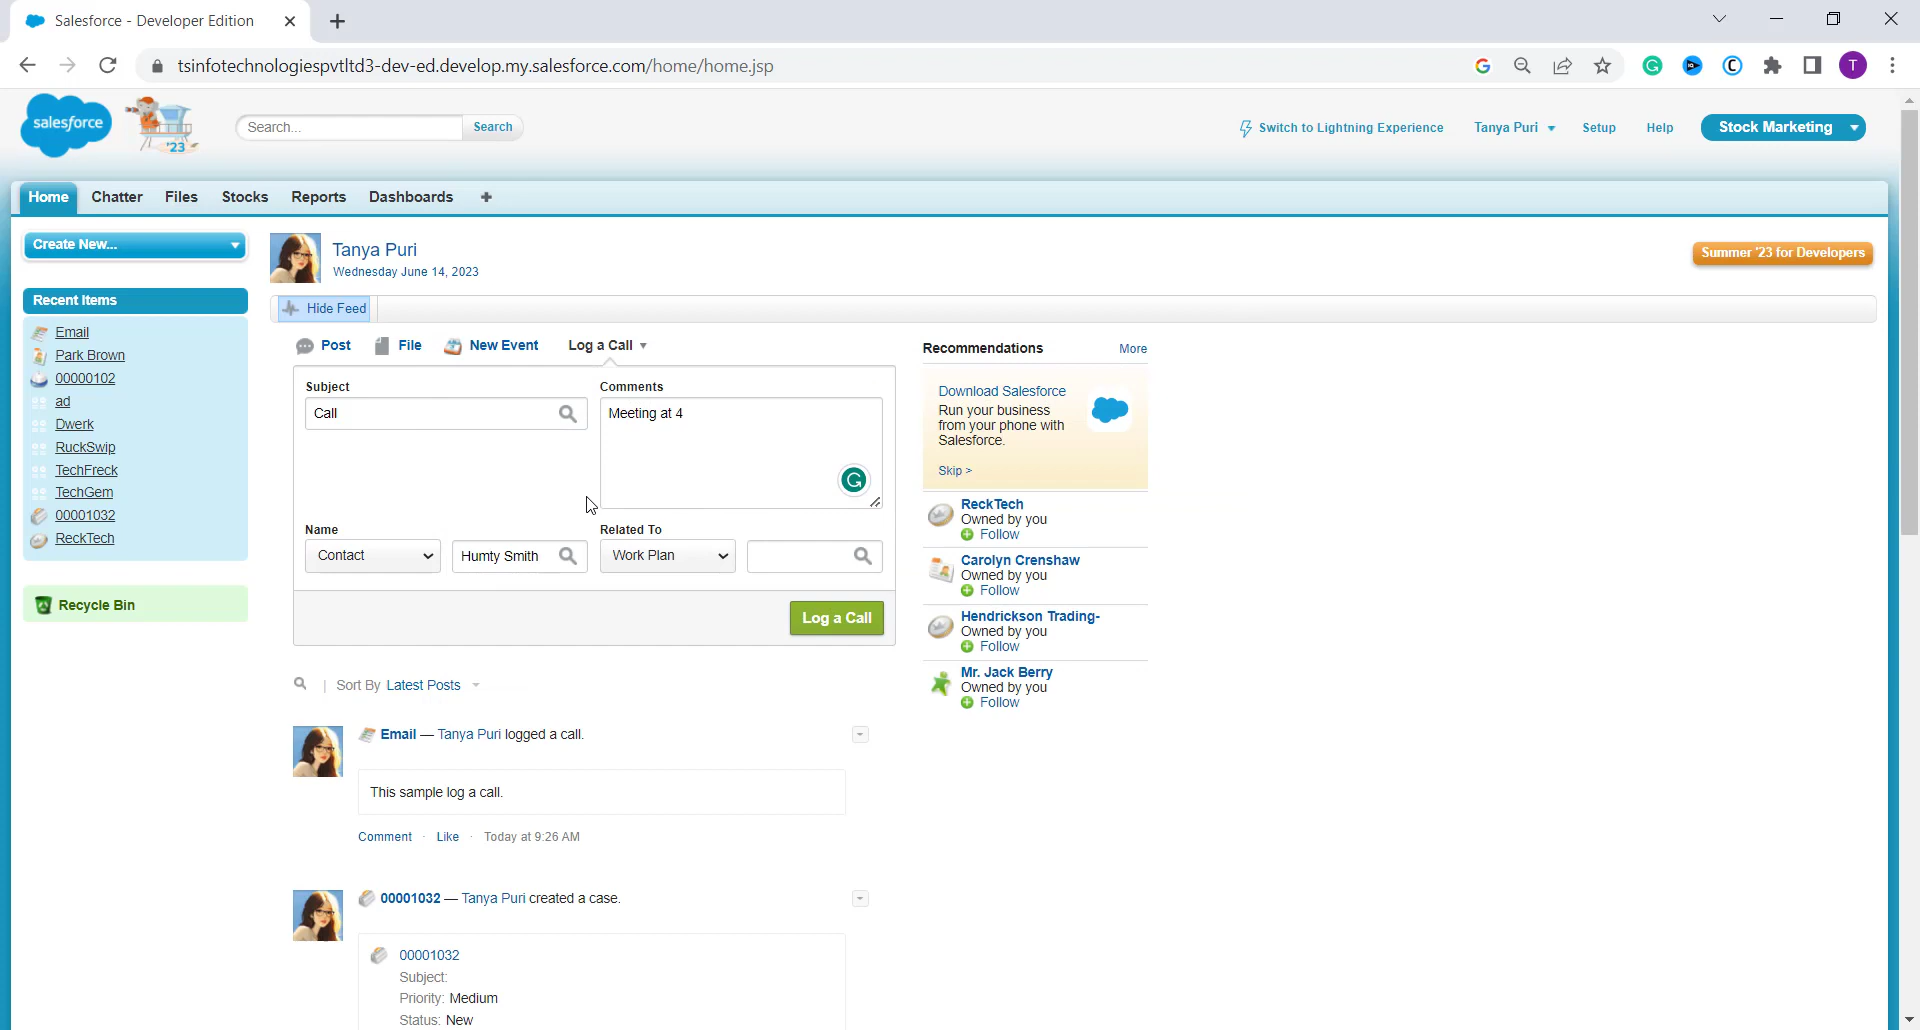 Salesforce - Developer Edition
tsinfotechnologiespvtltd3-dev-ed.develop.my.salesforce.com/home/home.jsp
T
salesforce
'23
Search...
Search
Switch to Lightning Experience
Tanya Puri
Setup
Help
Stock Marketing
Home
Chatter
Files
Stocks
Reports
Dashboards
Create New...
Tanya Puri
Wednesday June 14, 2023
Summer '23 for Developers
Recent Items
Email
Park Brown
00000102
ad
Dwerk
RuckSwip
TechFreck
TechGem
00001032
ReckTech
Recycle Bin
Hide Feed
Post
File
New Event
Log a Call
Subject
Call
Comments
Meeting at 4
Name
Contact
Humty Smith
Related To
Work Plan
Log a Call
Sort By Latest Posts
Email — Tanya Puri logged a call.
This sample log a call.
Comment · Like · Today at 9:26 AM
00001032 — Tanya Puri created a case.
00001032
Subject:
Priority: Medium
Status: New
Recommendations
More
Download Salesforce
Run your business
from your phone with
Salesforce.
Skip >
ReckTech
Owned by you
Follow
Carolyn Crenshaw
Owned by you
Follow
Hendrickson Trading-
Owned by you
Follow
Mr. Jack Berry
Owned by you
Follow